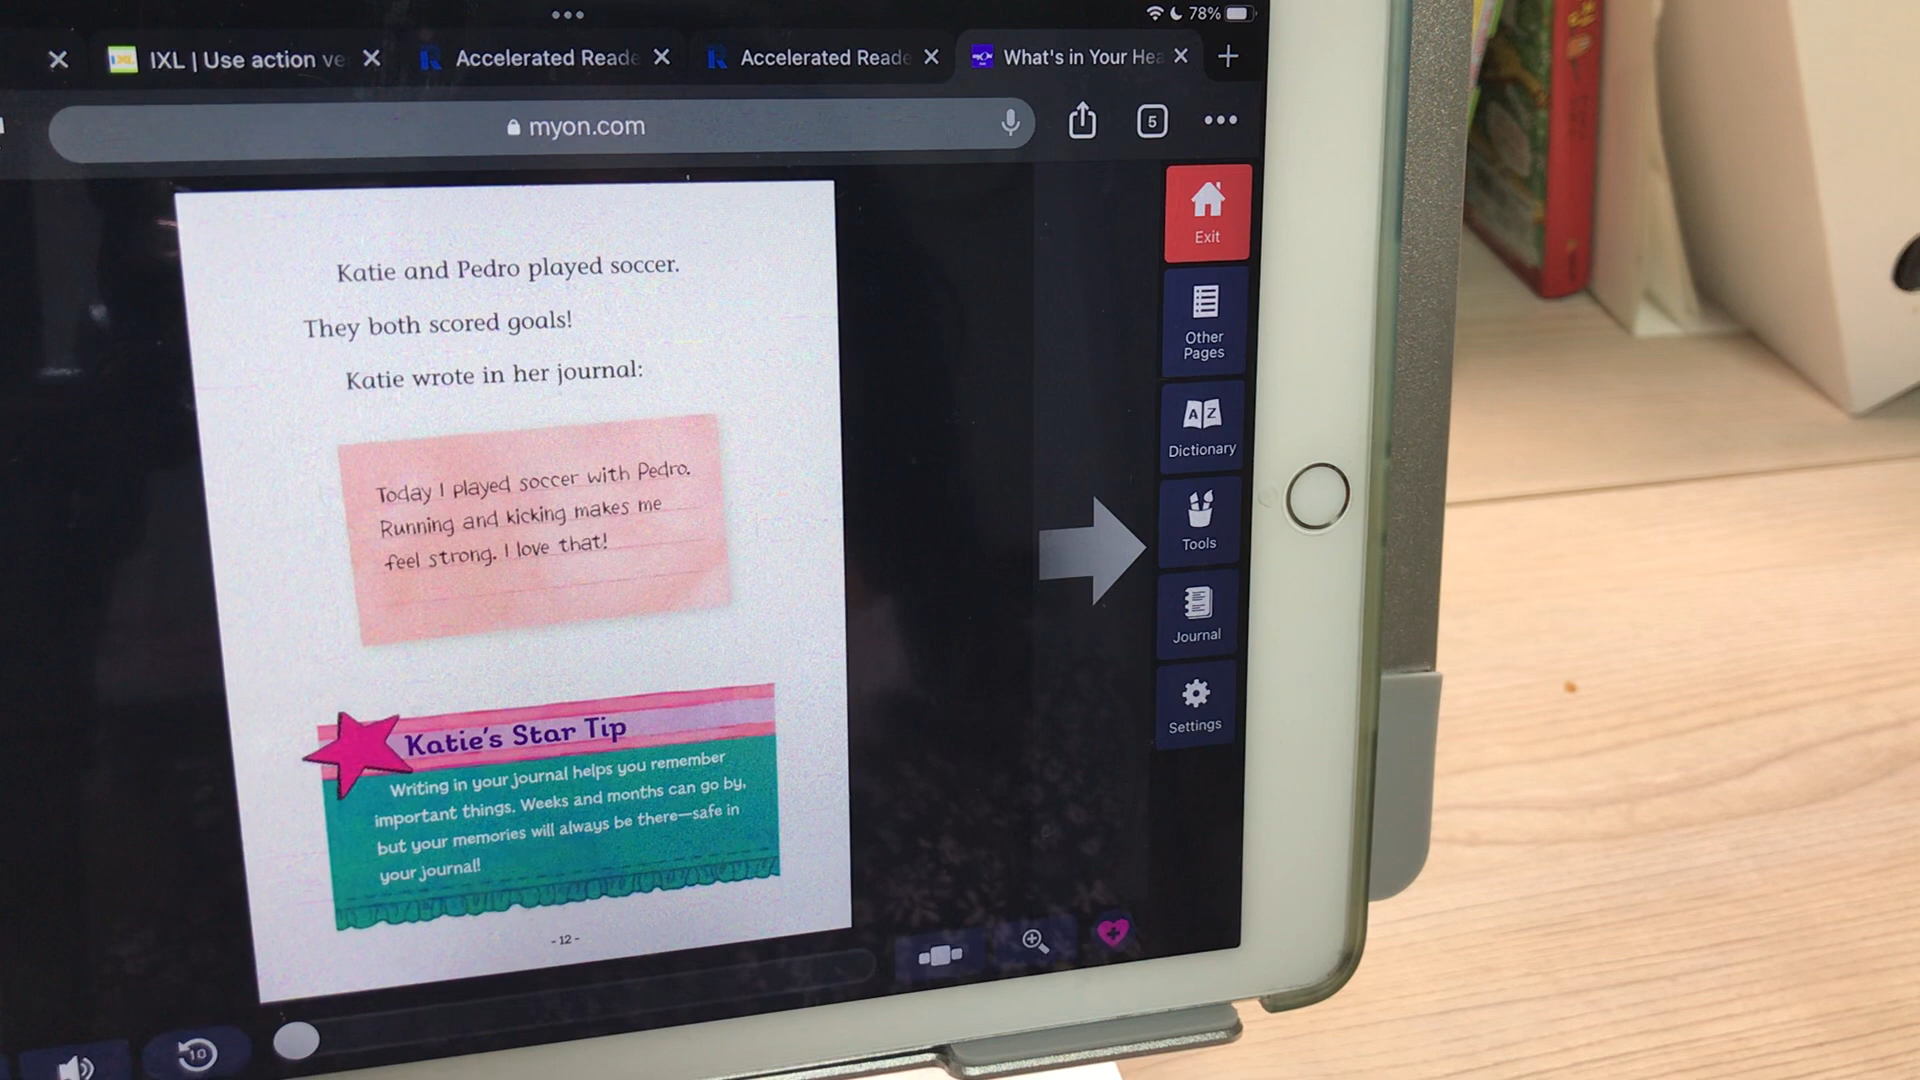 78%
IXL | Use action ve
Accelerated Reade
Accelerated Reade
What's in Your Hea
myon.com
5
Exit
Katie and Pedro played soccer.
They both scored goals!
Katie wrote in her journal:
Today I played soccer with Pedro.
Running and kicking makes me
feel strong. I love that!
Katie's Star Tip
Writing in your journal helps you remember
important things. Weeks and months can go by,
but your memories will always be there—safe in
your journal!
- 12 -
Other
Pages
A Z
Dictionary
Tools
Journal
Settings
10